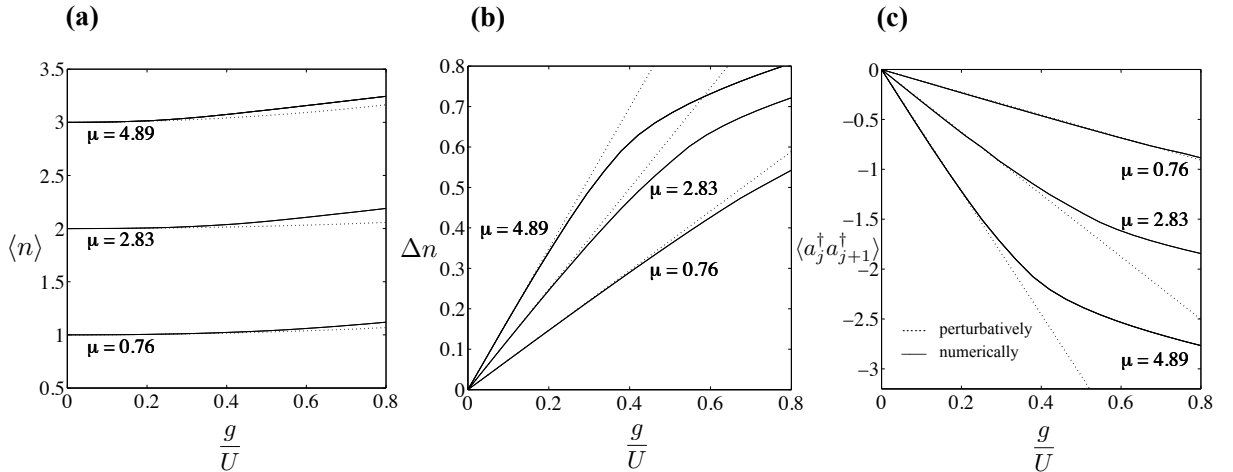 (a)
3.5
3
2.5
2
1.5
1
0.5
0
0.2
0.4
0.6
0.8
⟨n⟩
μ = 4.89
μ = 2.83
μ = 0.76
g
U
(b)
0.8
0.7
0.6
0.5
0.4
0.3
0.2
0.1
0
0
0.2
0.4
0.6
0.8
Δn
μ = 4.89
μ = 2.83
μ = 0.76
g
U
(c)
0
−0.5
−1
−1.5
−2
−2.5
−3
0
0.2
0.4
0.6
0.8
⟨a†j a†j+1⟩
μ = 0.76
μ = 2.83
μ = 4.89
perturbatively
numerically
g
U